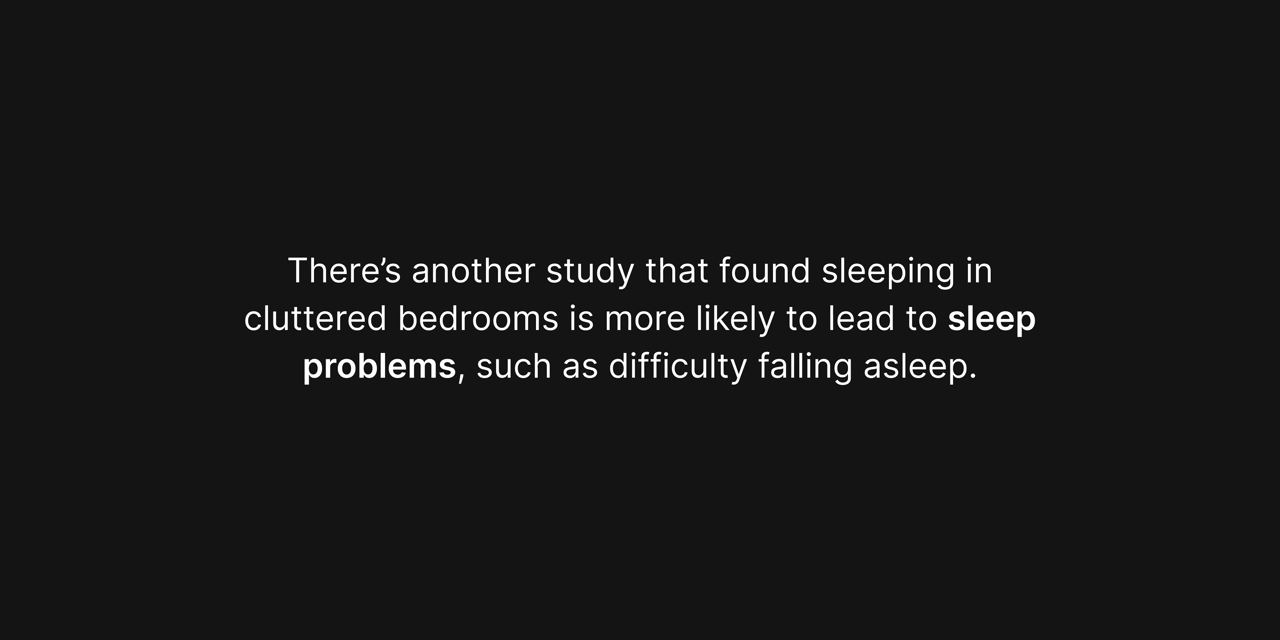 There’s another study that found sleeping in
cluttered bedrooms is more likely to lead to sleep
problems, such as difficulty falling asleep.